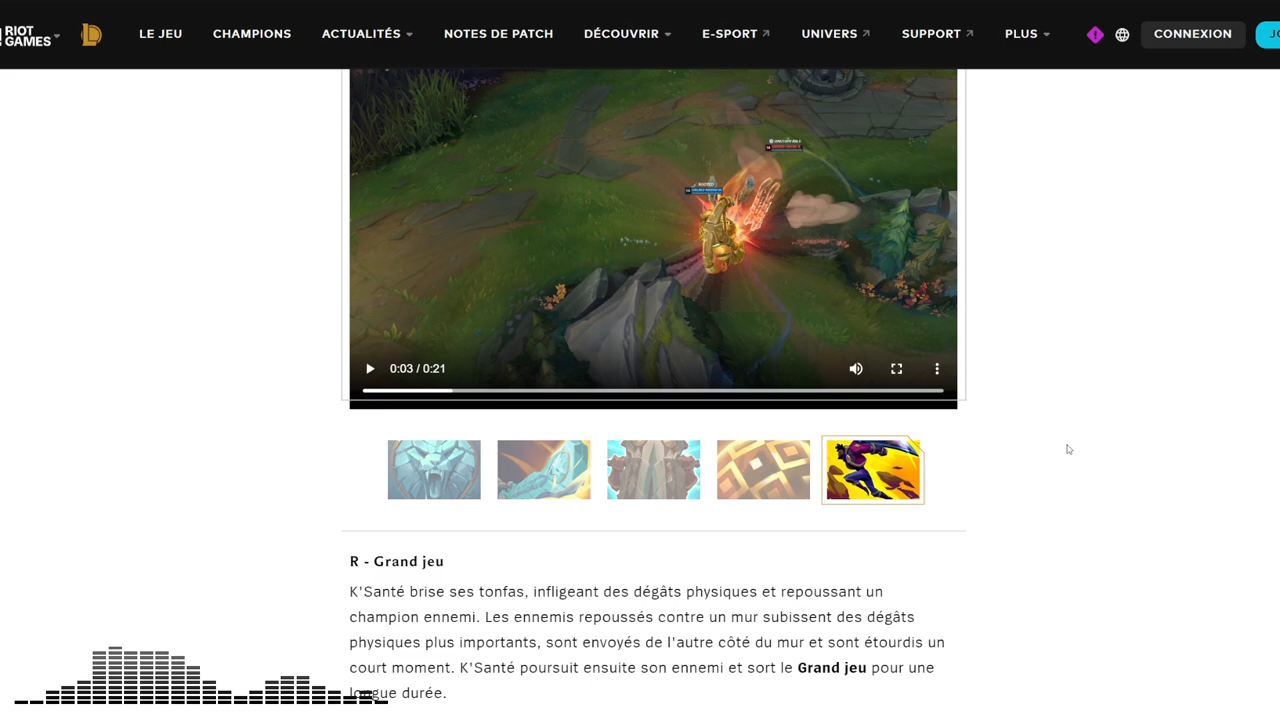 RIOT GAMES
LE JEU CHAMPIONS ACTUALITÉS NOTES DE PATCH DÉCOUVRIR E-SPORT UNIVERS SUPPORT PLUS CONNEXION
ROOTED
0:03 / 0:21
R - Grand jeu
K'Santé brise ses tonfas, infligeant des dégâts physiques et repoussant un
champion ennemi. Les ennemis repoussés contre un mur subissent des dégâts
physiques plus importants, sont envoyés de l'autre côté du mur et sont étourdis un
court moment. K'Santé poursuit ensuite son ennemi et sort le Grand jeu pour une
longue durée.